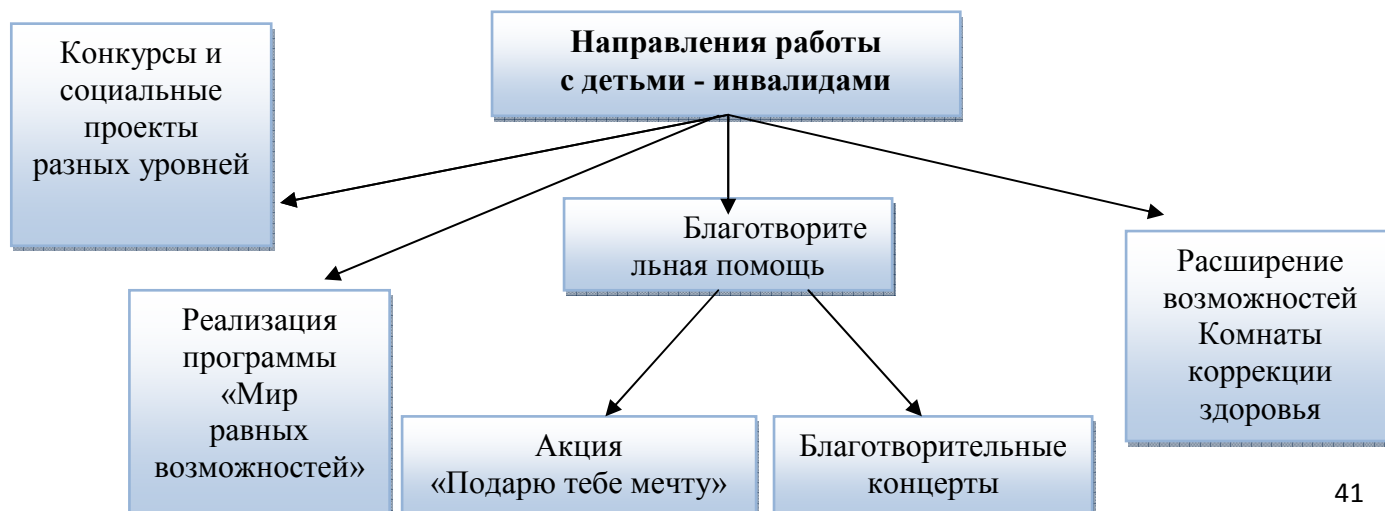 Направления работы
с детьми - инвалидами
Конкурсы и
социальные
проекты
разных уровней
Реализация
программы
«Мир
равных
возможностей»
Благотворите
льная помощь
Акция
«Подарю тебе мечту»
Благотворительные
концерты
Расширение
возможностей
Комнаты
коррекции
здоровья
41